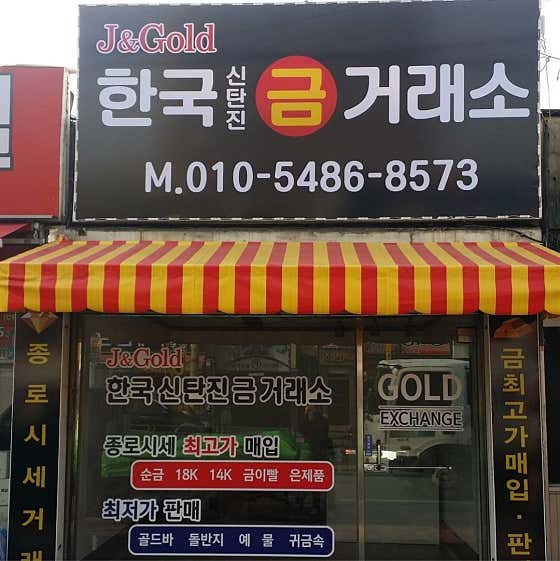 J&Gold
한국 신탄진 금 거래소
M.010-5486-8573
J&Gold
한국 신탄진 금 거래소
GOLD
EXCHANGE
종로시세 최고가 매입
순금 18K 14K 금이빨 은제품
최저가 판매
골드바 돌반지 예물 귀금속
종로시세거래
금최고가매입·판